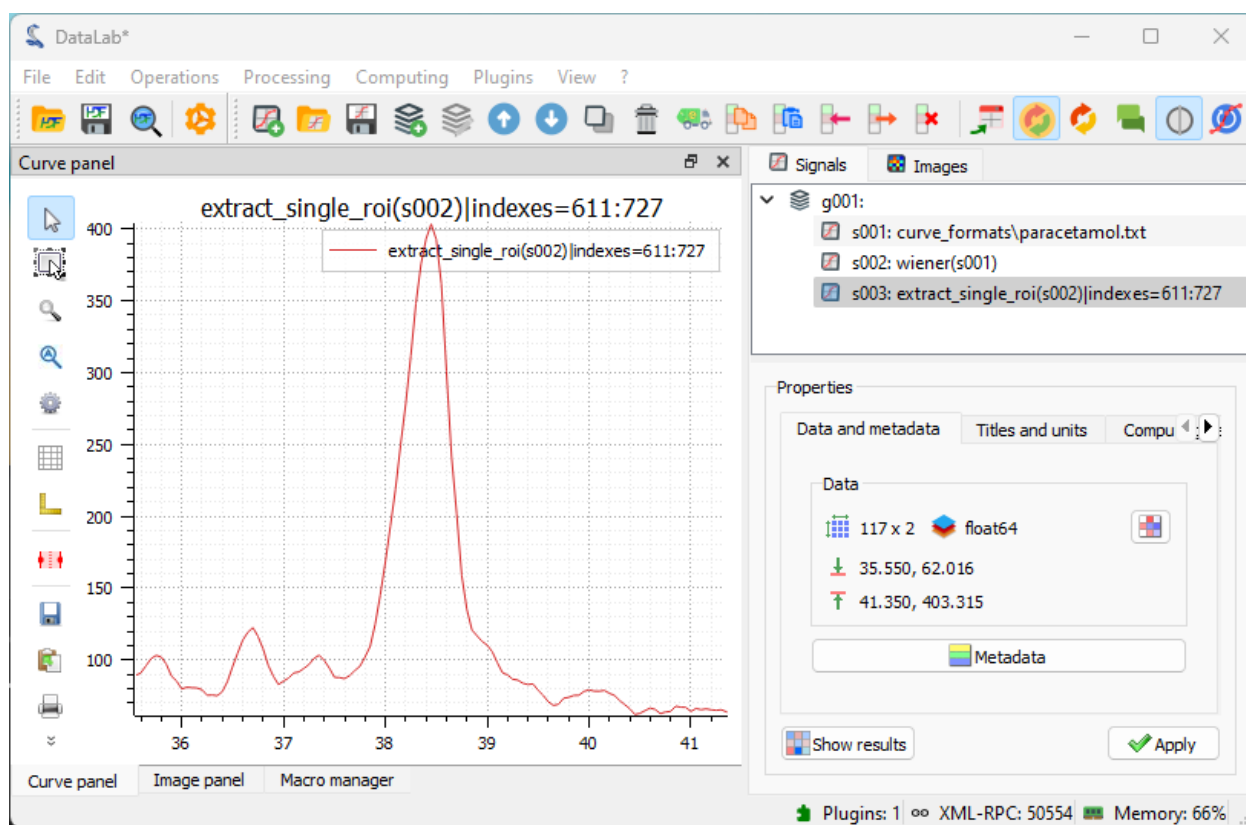 DataLab*
File Edit Operations Processing Computing Plugins View ?
Curve panel
extract_single_roi(s002)|indexes=611:727
extract_single_roi(s002)|indexes=611:727
400
350
300
250
200
150
100
36 37 38 39 40 41
Curve panel Image panel Macro manager
Signals Images
g001:
s001: curve_formats\paracetamol.txt
s002: wiener(s001)
s003: extract_single_roi(s002)|indexes=611:727
Properties
Data and metadata Titles and units Compu
Data
117 x 2 float64
35.550, 62.016
41.350, 403.315
Metadata
Show results Apply
Plugins: 1 XML-RPC: 50554 Memory: 66%